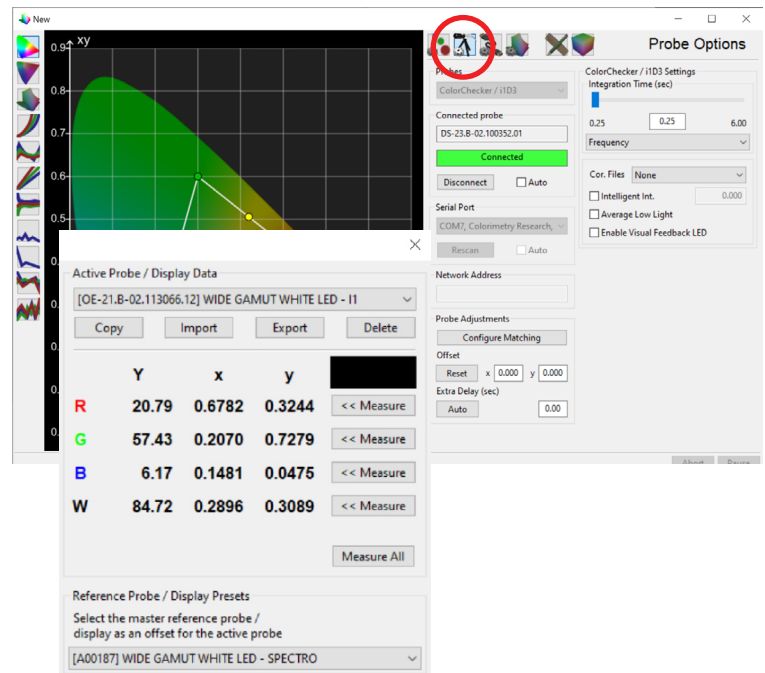 New
xy
0.9
0.8
0.7
0.6
0.5
0.
0.
0.
0.
0.
Probe Options
Probes
ColorChecker / i1D3
Connected probe
DS-23.B-02.100352.01
Connected
Disconnect
Auto
Serial Port
COM7, Colorimetry Research,
Rescan
Auto
Network Address
Probe Adjustments
Configure Matching
Offset
Reset x 0.000 y 0.000
Extra Delay (sec)
Auto 0.00
ColorChecker / i1D3 Settings
Integration Time (sec)
0.25 0.25 6.00
Frequency
Cor. Files None
Intelligent Int. 0.000
Average Low Light
Enable Visual Feedback LED
Abort Pause
Active Probe / Display Data
[OE-21.B-02.113066.12] WIDE GAMUT WHITE LED - I1
Copy Import Export Delete
Y x y
R 20.79 0.6782 0.3244 << Measure
G 57.43 0.2070 0.7279 << Measure
B 6.17 0.1481 0.0475 << Measure
W 84.72 0.2896 0.3089 << Measure
Measure All
Reference Probe / Display Presets
Select the master reference probe /
display as an offset for the active probe
[A00187] WIDE GAMUT WHITE LED - SPECTRO